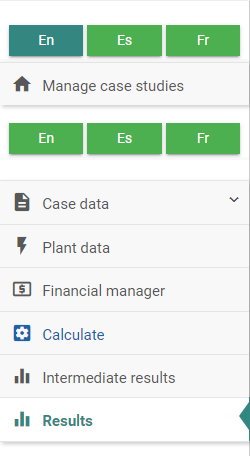 En Es Fr
Manage case studies
En Es Fr
Case data
Plant data
Financial manager
Calculate
Intermediate results
Results